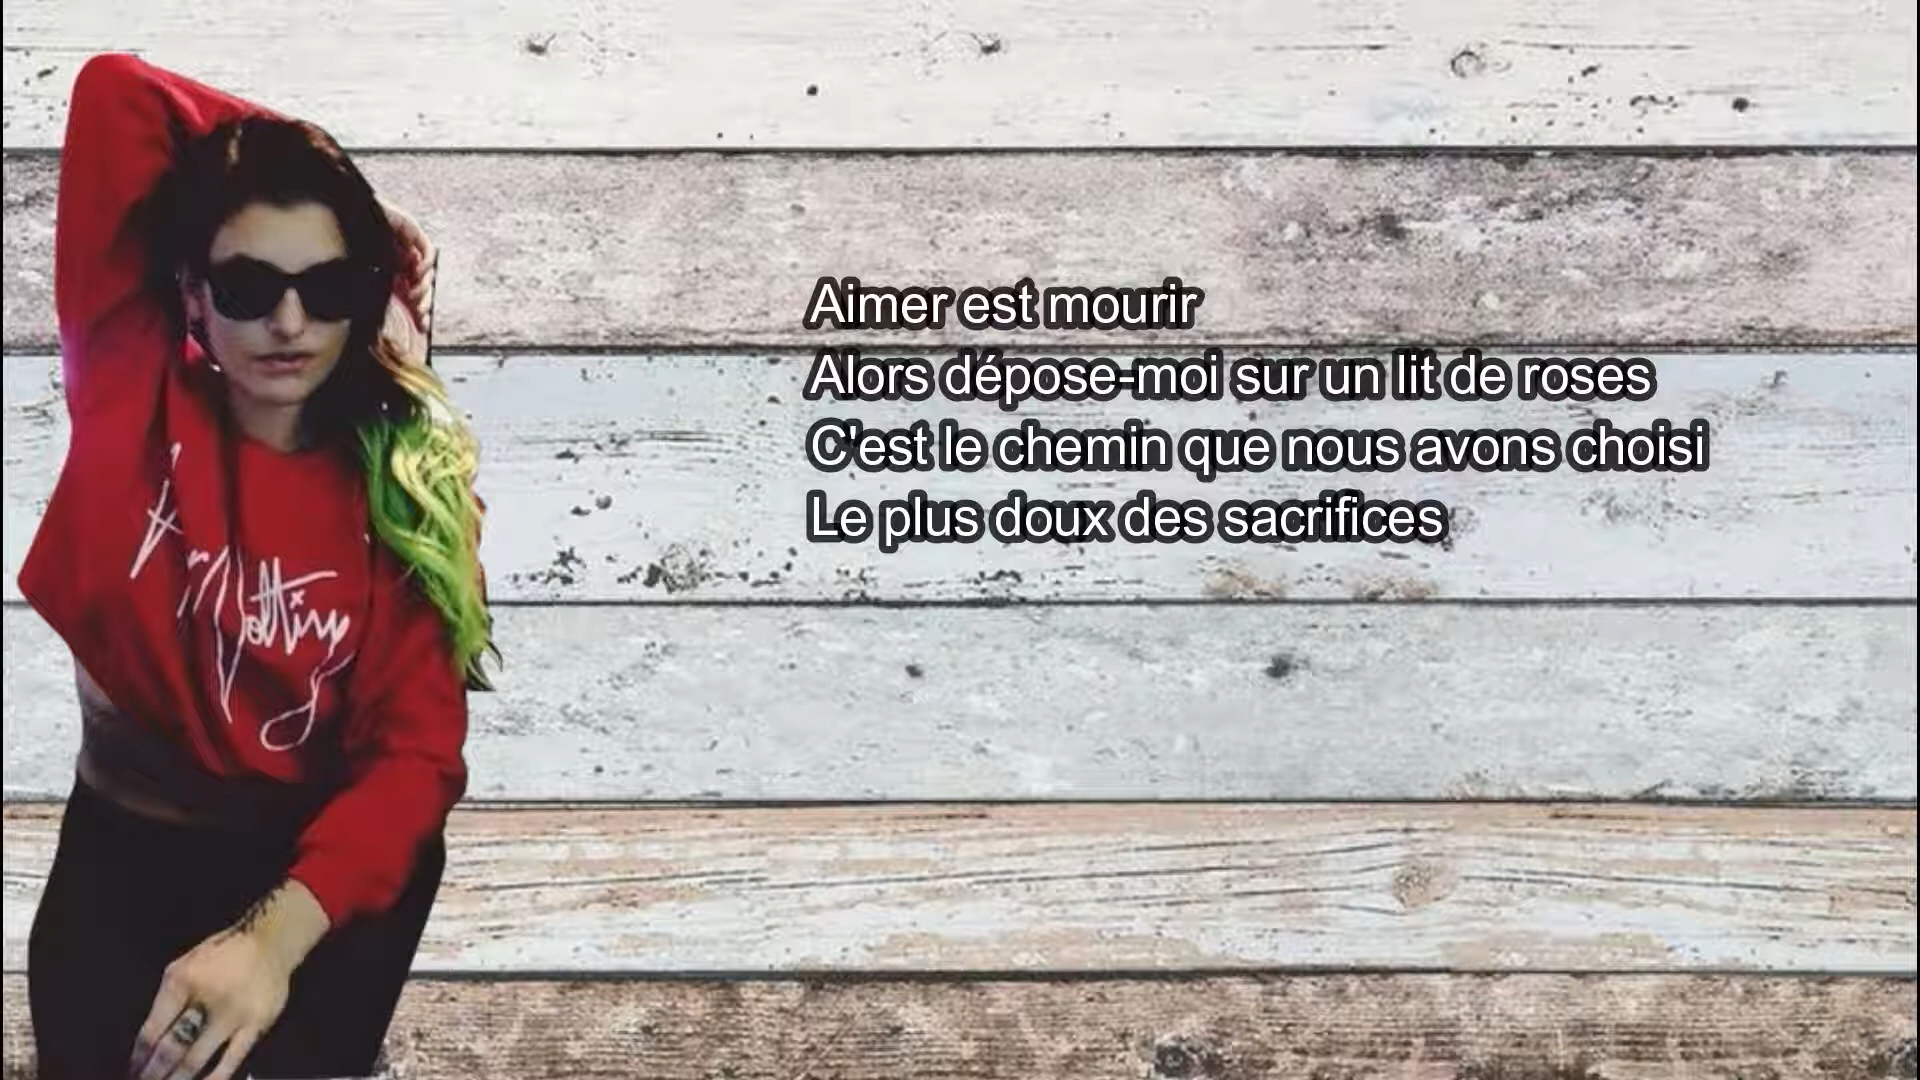 Aimer est mourir
Alors dépose-moi sur un lit de roses
C'est le chemin que nous avons choisi
Le plus doux des sacrifices